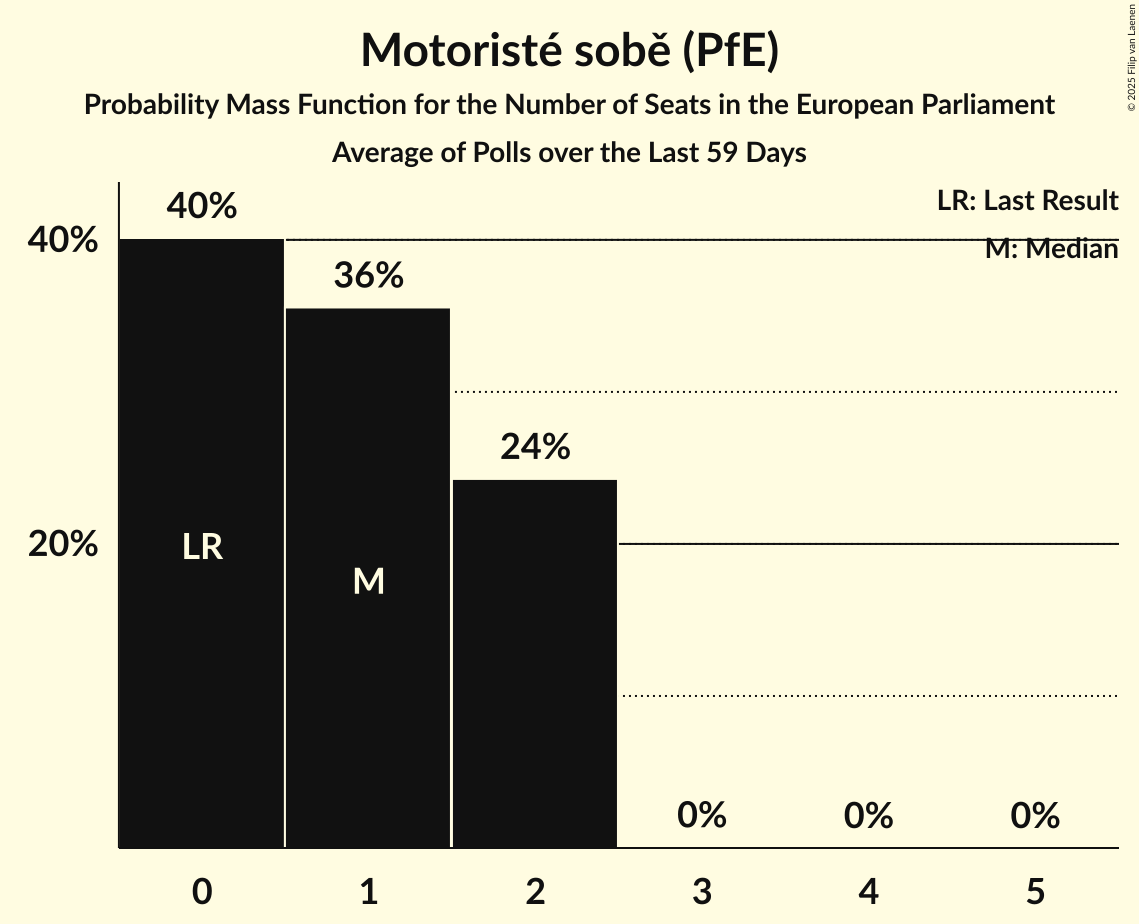 Motoristé sobě (PfE)
Probability Mass Function for the Number of Seats in the European Parliament
Average of Polls over the Last 59 Days
© 2025 Filip van Laenen
LR: Last Result
M: Median
40%
36%
24%
0%
0%
0%
40%
20%
LR
M
0
1
2
3
4
5